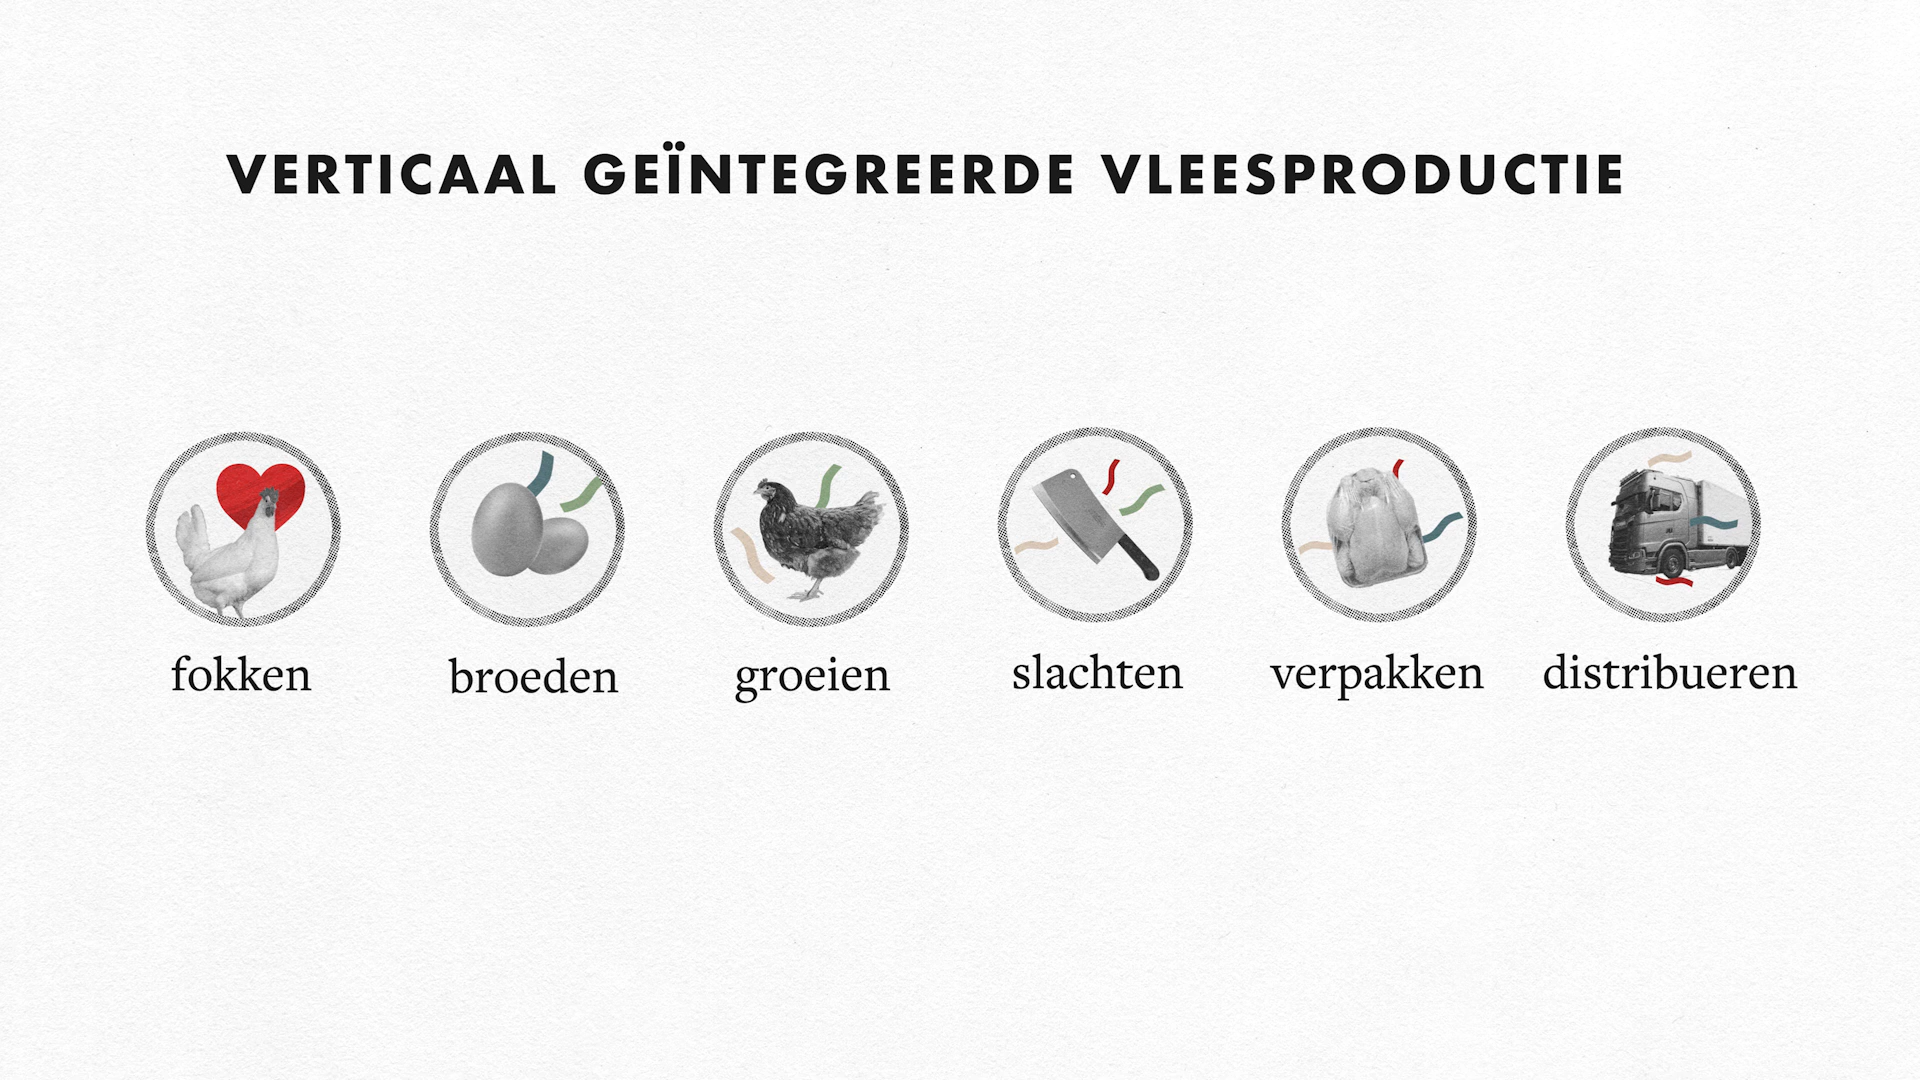 VERTICAAL GEÏNTEGREERDE VLEESPRODUCTIE
fokken
broeden
groeien
slachten
verpakken
distribueren